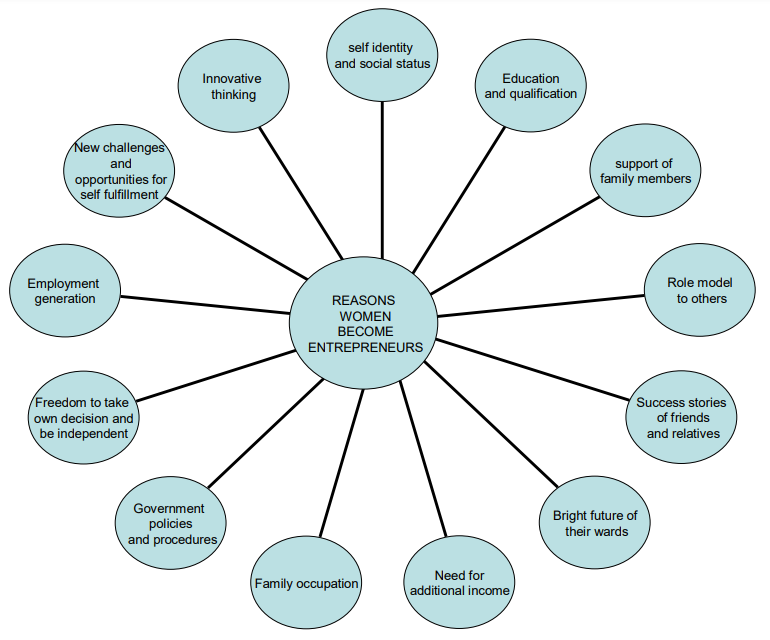 self identity
and social status
Education
and qualification
support of
family members
Role model
to others
Success stories
of friends
and relatives
Bright future of
their wards
Need for
additional income
Family occupation
Government
policies
and procedures
Freedom to take
own decision and
be independent
Employment
generation
New challenges
and
opportunities for
self fulfillment
Innovative
thinking
REASONS
WOMEN
BECOME
ENTREPRENEURS